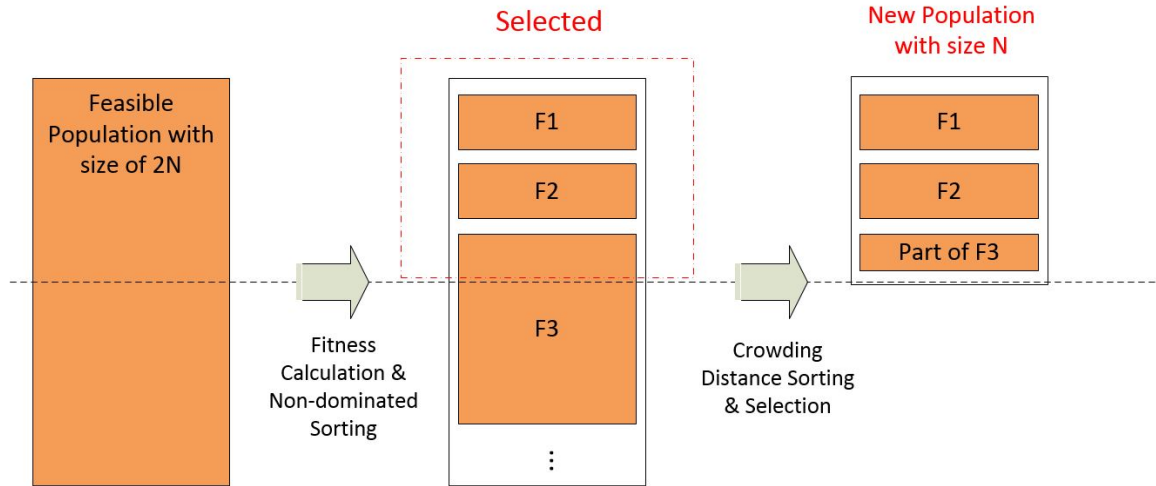 Selected
New Population
with size N
Feasible
Population with
size of 2N
F1
F2
F3
...
F1
F2
Part of F3
Fitness
Calculation &
Non-dominated
Sorting
Crowding
Distance Sorting
& Selection